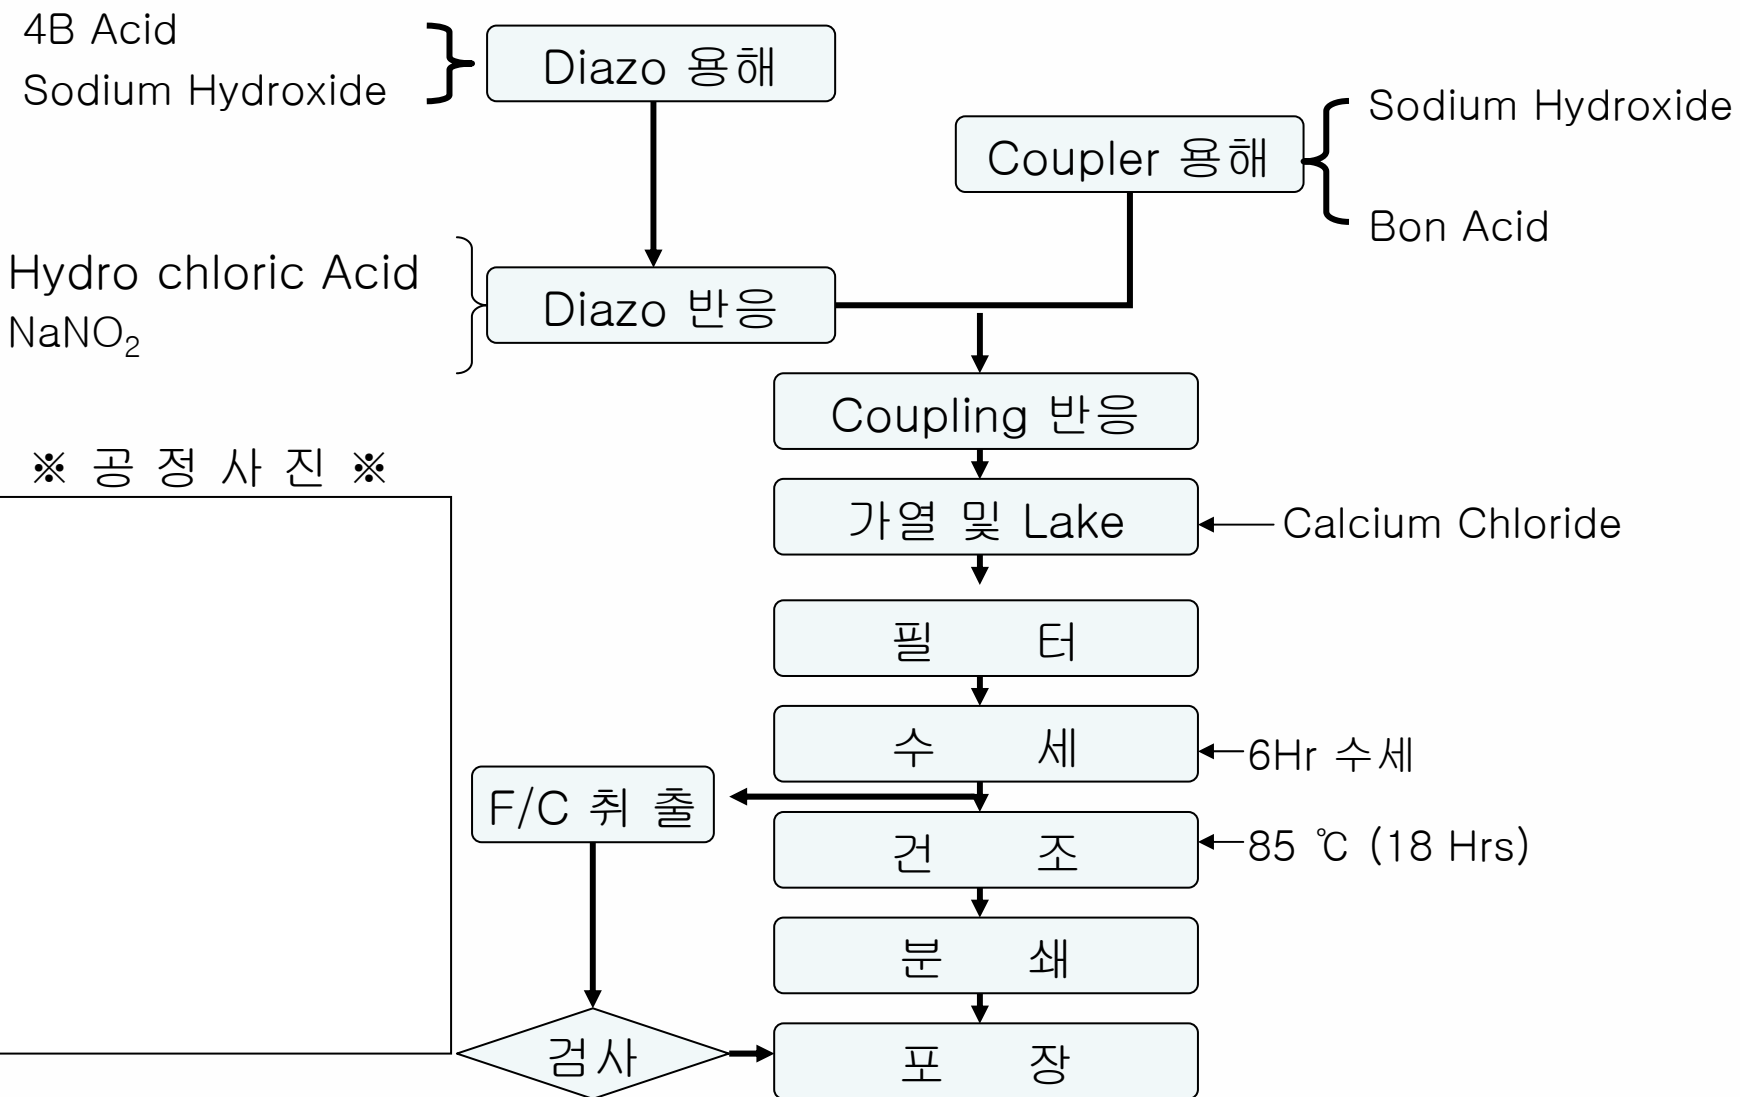 4B Acid
Sodium Hydroxide
Diazo 용해
Sodium Hydroxide
Coupler 용해
Bon Acid
Hydro chloric Acid
NaNO₂
Diazo 반응
Coupling 반응
※ 공 정 사 진 ※
가열 및 Lake
Calcium Chloride
필 터
수 세
6Hr 수세
F/C 취 출
건 조
85 ℃ (18 Hrs)
분 쇄
검사
포 장